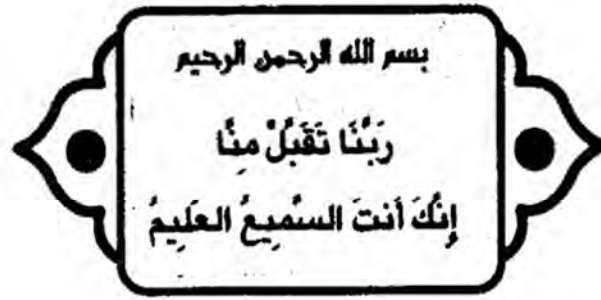 بسم الله الرحمن الرحيم
رَبَّنَا تَقَبَّلْ مِنَّا
إِنَّكَ أَنتَ السَّمِيعُ العَلِيمُ